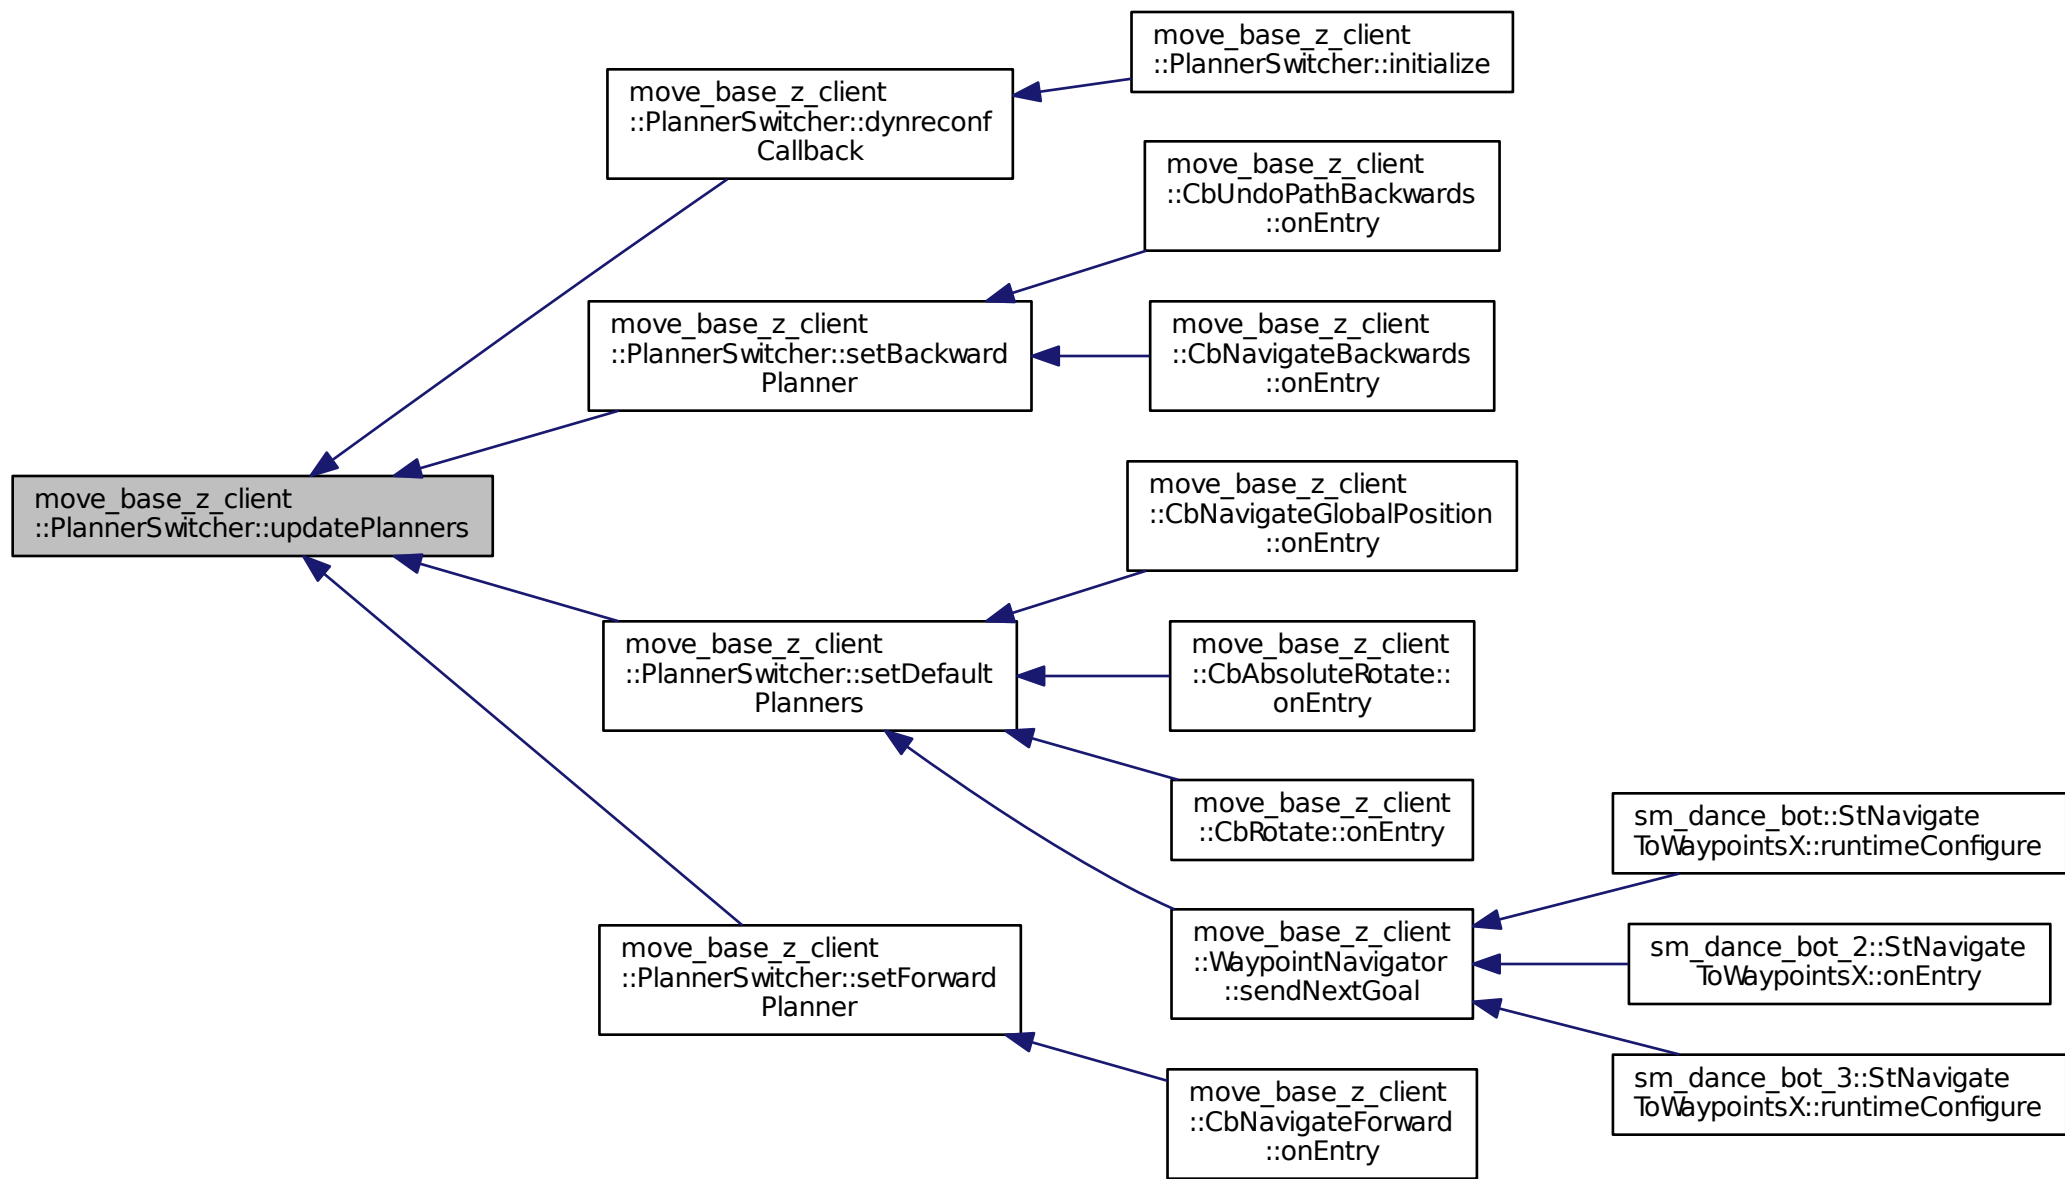 move_base_z_client
::PlannerSwitcher::updatePlanners
move_base_z_client
::PlannerSwitcher::dynreconf
Callback
move_base_z_client
::PlannerSwitcher::initialize
move_base_z_client
::PlannerSwitcher::setBackward
Planner
move_base_z_client
::CbUndoPathBackwards
::onEntry
move_base_z_client
::CbNavigateBackwards
::onEntry
move_base_z_client
::PlannerSwitcher::setDefault
Planners
move_base_z_client
::CbNavigateGlobalPosition
::onEntry
move_base_z_client
::CbAbsoluteRotate::
onEntry
move_base_z_client
::CbRotate::onEntry
move_base_z_client
::WaypointNavigator
::sendNextGoal
sm_dance_bot::StNavigate
ToWaypointsX::runtimeConfigure
sm_dance_bot_2::StNavigate
ToWaypointsX::onEntry
sm_dance_bot_3::StNavigate
ToWaypointsX::runtimeConfigure
move_base_z_client
::PlannerSwitcher::setForward
Planner
move_base_z_client
::CbNavigateForward
::onEntry